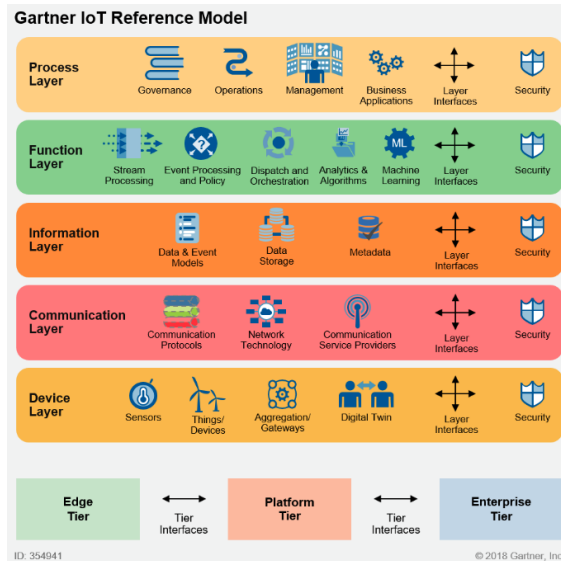 Gartner IoT Reference Model
Process
Layer
Governance
Operations
Management
Business
Applications
Layer
Interfaces
Security
Function
Layer
Stream
Processing
Event Processing
and Policy
Dispatch and
Orchestration
Analytics &
Algorithms
ML
Machine
Learning
Layer
Interfaces
Security
Information
Layer
Data & Event
Models
Data
Storage
Metadata
Layer
Interfaces
Security
Communication
Layer
Communication
Protocols
Network
Technology
Communication
Service Providers
Layer
Interfaces
Security
Device
Layer
Sensors
Things/
Devices
Aggregation/
Gateways
Digital Twin
Layer
Interfaces
Security
Edge
Tier
Tier
Interfaces
Platform
Tier
Tier
Interfaces
Enterprise
Tier
ID: 354941
© 2018 Gartner, Inc